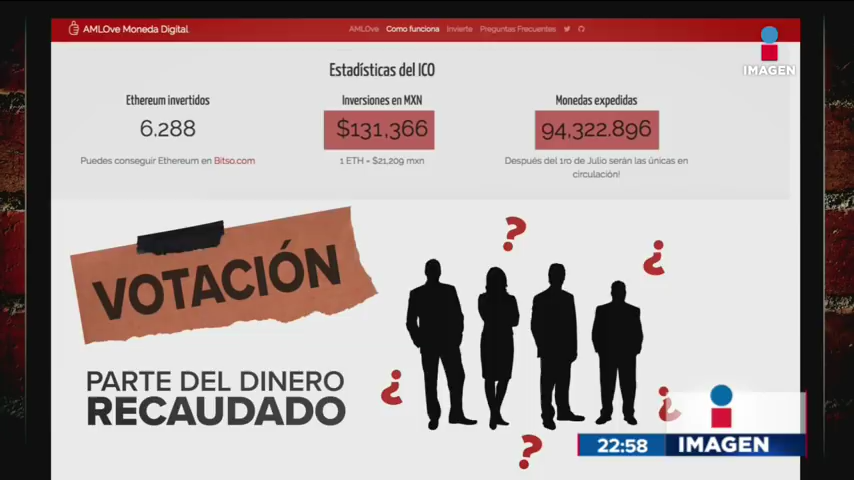 AMLOve Moneda Digital
AMLOve Como funciona Invierte Preguntas Frecuentes
IMAGEN
Estadísticas del ICO
Ethereum invertidos
6.288
Puedes conseguir Ethereum en Bitso.com
Inversiones en MXN
$131,366
1 ETH = $21,209 mxn
Monedas expedidas
94,322.896
Después del 1ro de Julio serán las únicas en
circulación!
VOTACIÓN
? ¿
PARTE DEL DINERO
RECAUDADO
¿ ? ¿
22:58 IMAGEN